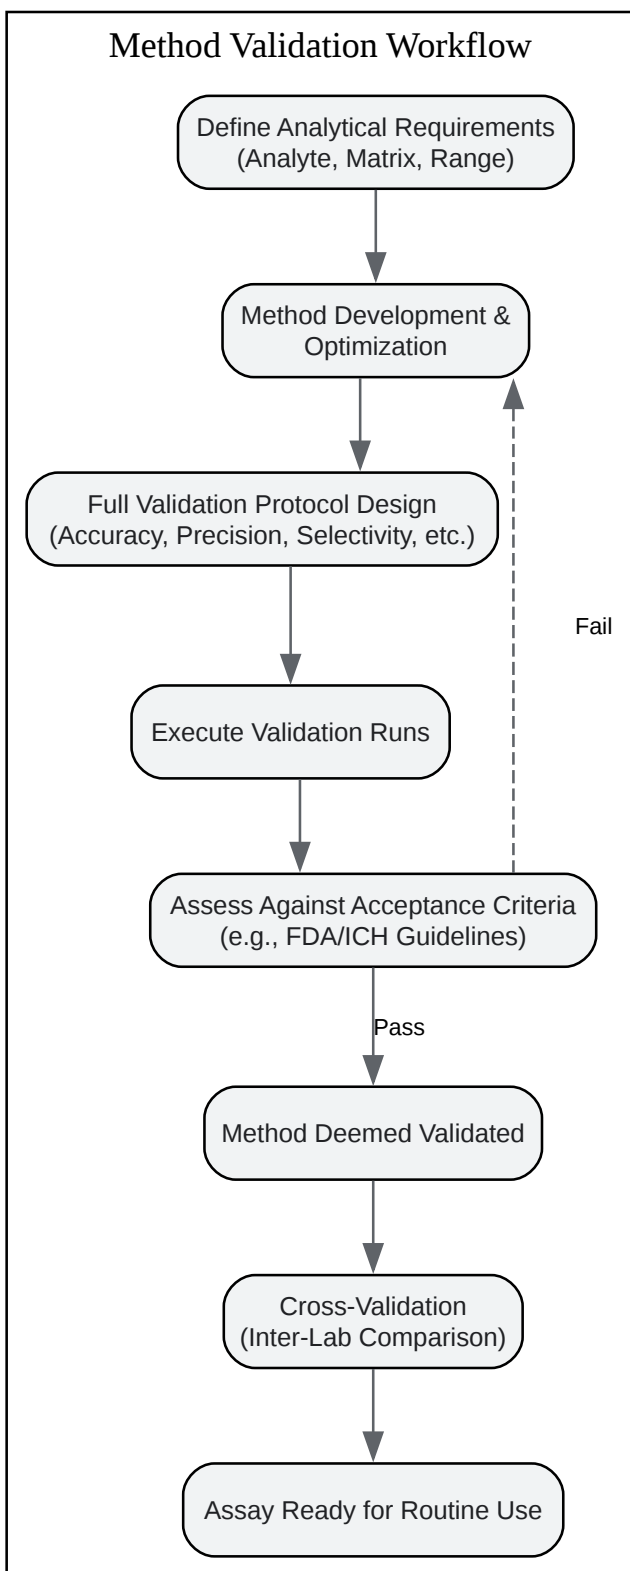 Method Validation Workflow
Define Analytical Requirements
(Analyte, Matrix, Range)
Method Development &
Optimization
Full Validation Protocol Design
(Accuracy, Precision, Selectivity, etc.)
Fail
Execute Validation Runs
Assess Against Acceptance Criteria
(e.g., FDA/ICH Guidelines)
Pass
Method Deemed Validated
Cross-Validation
(Inter-Lab Comparison)
Assay Ready for Routine Use